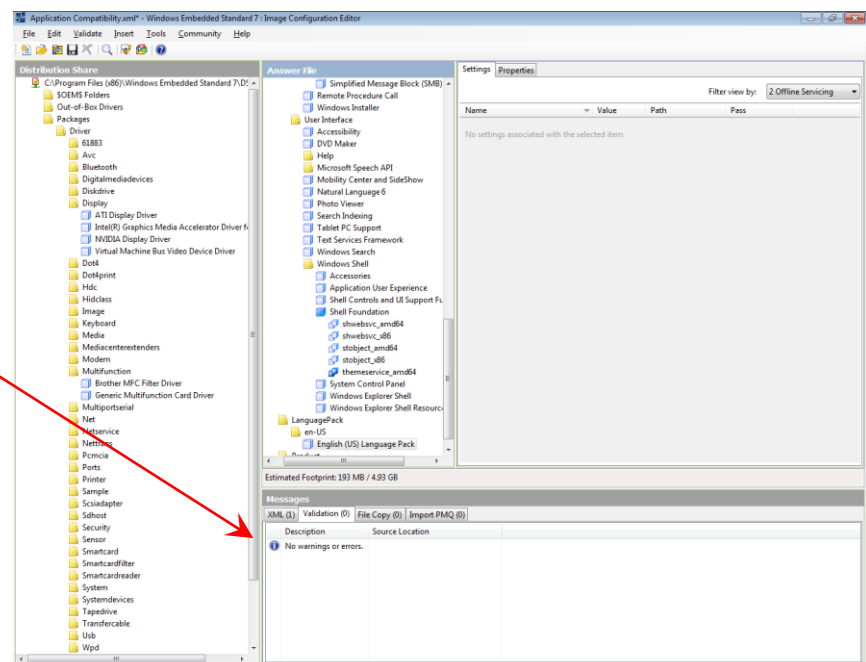 Application Compatibility.xml* - Windows Embedded Standard 7 : Image Configuration Editor
File Edit Validate Insert Tools Community Help
Distribution Share
C:\Program Files (x86)\Windows Embedded Standard 7\DS
SOEMS Folders
Out-of-Box Drivers
Packages
Driver
61883
Avc
Bluetooth
Digitalmediadevices
Diskdrive
Display
ATI Display Driver
Intel(R) Graphics Media Accelerator Driver f
NVIDIA Display Driver
Virtual Machine Bus Video Device Driver
Dot4
Dot4print
Hdc
Hidclass
Image
Keyboard
Media
Mediacenterextenders
Modem
Multifunction
Brother MFC Filter Driver
Generic Multifunction Card Driver
Multiportserial
Net
Netservice
Nettrans
Pcmcia
Ports
Printer
Sample
Scsiadapter
Sdhost
Security
Sensor
Smartcard
Smartcardfilter
Smartcardreader
System
Systemdevices
Tapedrive
Transfercable
Usb
Wpd
Answer File
Simplified Message Block (SMB)
Remote Procedure Call
Windows Installer
User Interface
Accessibility
DVD Maker
Help
Microsoft Speech API
Mobility Center and SideShow
Natural Language 6
Photo Viewer
Search Indexing
Tablet PC Support
Text Services Framework
Windows Search
Windows Shell
Accessories
Application User Experience
Shell Controls and UI Support Fu
Shell Foundation
shwebsvc_amd64
shwebsvc_x86
stobject_amd64
stobject_x86
themeservice_amd64
System Control Panel
Windows Explorer Shell
Windows Explorer Shell Resourc
LanguagePack
en-US
English (US) Language Pack
Estimated Footprint: 193 MB / 4.93 GB
Settings Properties
Filter view by: 2 Offline Servicing
Name Value Path Pass
No settings associated with the selected item
Messages
XML (1) Validation (0) File Copy (0) Import PMQ (0)
Description Source Location
No warnings or errors.